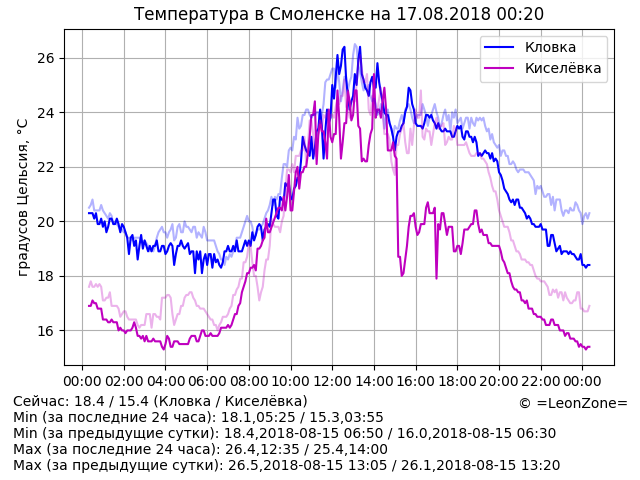 Температура в Смоленске на 17.08.2018 00:20
Кловка
Киселёвка
градусов Цельсия, °C
26
24
22
20
18
16
00:00 02:00 04:00 06:00 08:00 10:00 12:00 14:00 16:00 18:00 20:00 22:00 00:00
Сейчас: 18.4 / 15.4 (Кловка / Киселёвка)
© =LeonZone=
Min (за последние 24 часа): 18.1,05:25 / 15.3,03:55
Min (за предыдущие сутки): 18.4,2018-08-15 06:50 / 16.0,2018-08-15 06:30
Max (за последние 24 часа): 26.4,12:35 / 25.4,14:00
Max (за предыдущие сутки): 26.5,2018-08-15 13:05 / 26.1,2018-08-15 13:20